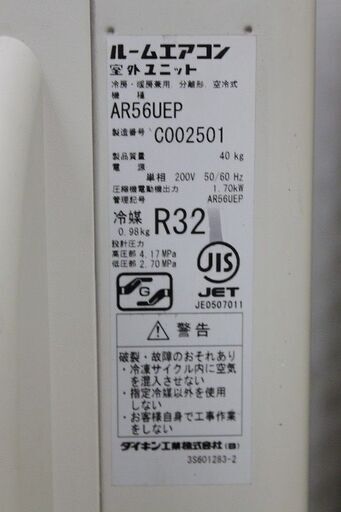 ルームエアコン
室外ユニット
冷房・暖房兼用 分離形 空冷式
機種
AR56UEP
製造番号 C002501
製品質量 40 kg
電源
単相 200V 50/60 Hz
圧縮機電動機出力 1.70kW
管理記号 AR56UEP
冷媒 R32
0.98kg
設計圧力
高圧部 4.17 MPa
低圧部 2.70 MPa
JIS
G
JET
JE0507011
警告
破裂・故障のおそれあり
・冷凍サイクル内に空気
を混入させない
・指定冷媒以外を使用
しない
・お客様自身で工事作業
をしない
ダイキン工業株式会社(銘)
3S601283-2